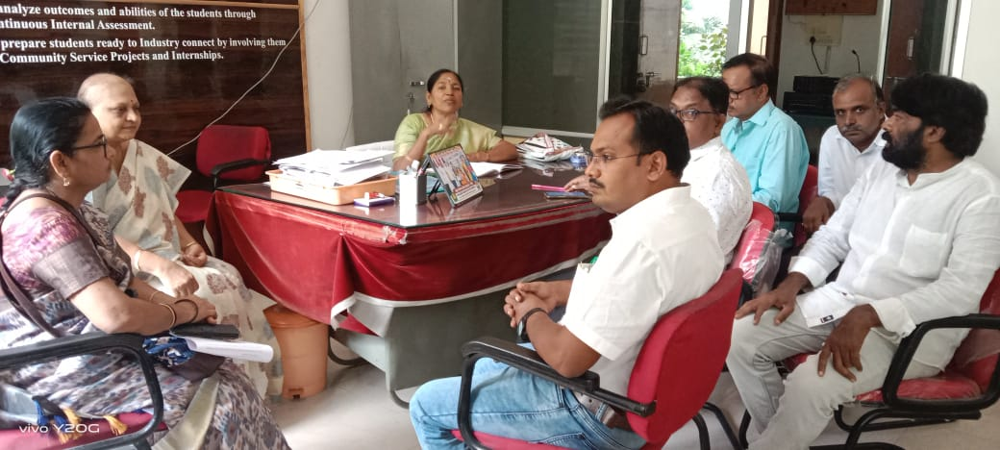 analyze outcomes and abilities of the students through
ntinuous Internal Assessment.
prepare students ready to Industry connect by involving them
Community Service Projects and Internships.
vivo Y20G